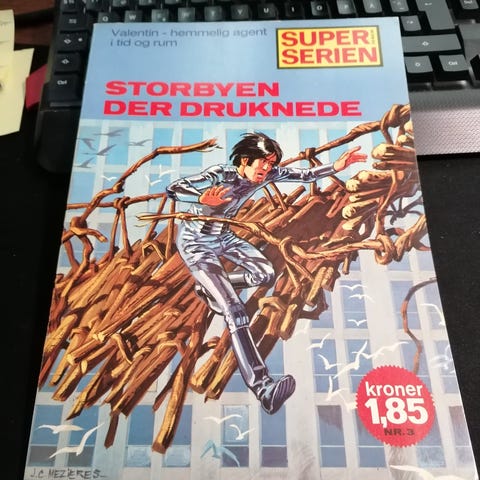 Valentin - hemmelig agent
i tid og rum
SUPER
SERIEN
STORBYEN
DER DRUKNEDE
kroner
1,85
NR. 3
J.C. MEZIERES